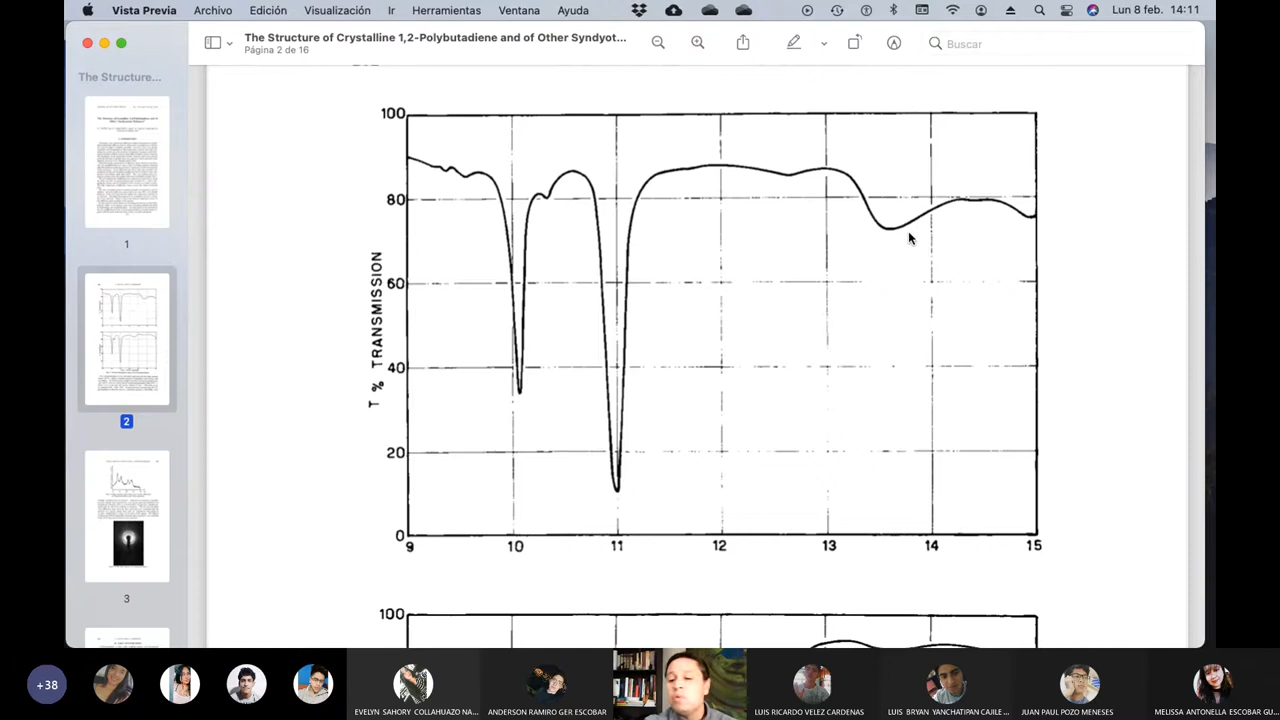 Vista Previa Archivo Edición Visualización Ir Herramientas Ventana Ayuda Lun 8 feb. 14:11
The Structure of Crystalline 1,2-Polybutadiene and of Other Syndyot...
Página 2 de 16
Buscar
The Structure...
1
2
3
100
80
60
40
20
0
T % TRANSMISSION
9 10 11 12 13 14 15
100
+38
EVELYN SAHORY COLLAHUAZO NA...
ANDERSON RAMIRO GER ESCOBAR
LUIS RICARDO VELEZ CARDENAS
LUIS BRYAN YANCHATIPAN CAJILE ...
JUAN PAUL POZO MENESES
MELISSA ANTONELLA ESCOBAR GU...